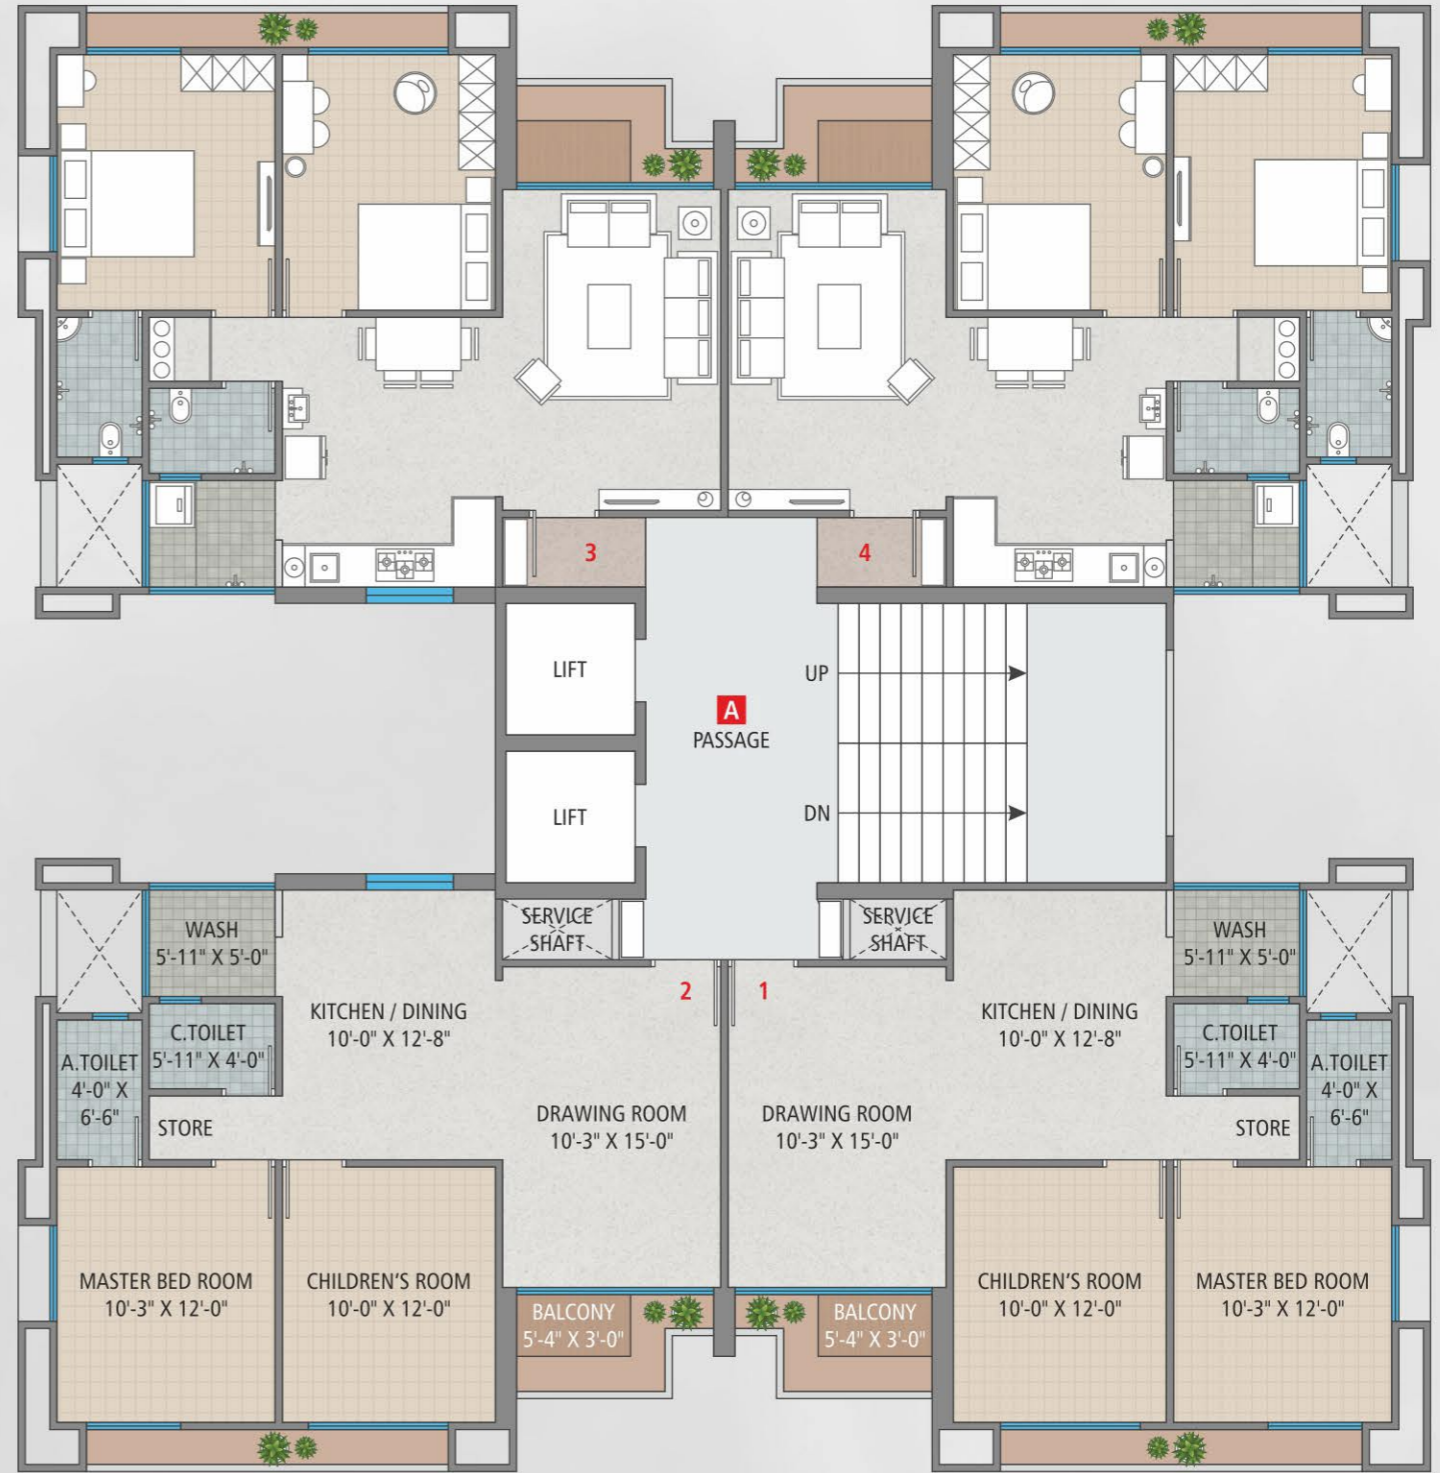 3
4
LIFT
UP
A
PASSAGE
LIFT
DN
SERVICE
SHAFT
SERVICE
SHAFT
WASH
5'-11" X 5'-0"
WASH
5'-11" X 5'-0"
2
1
KITCHEN / DINING
10'-0" X 12'-8"
KITCHEN / DINING
10'-0" X 12'-8"
C.TOILET
5'-11" X 4'-0"
C.TOILET
5'-11" X 4'-0"
A.TOILET
4'-0" X
6'-6"
A.TOILET
4'-0" X
6'-6"
STORE
DRAWING ROOM
10'-3" X 15'-0"
DRAWING ROOM
10'-3" X 15'-0"
STORE
MASTER BED ROOM
10'-3" X 12'-0"
CHILDREN'S ROOM
10'-0" X 12'-0"
CHILDREN'S ROOM
10'-0" X 12'-0"
MASTER BED ROOM
10'-3" X 12'-0"
BALCONY
5'-4" X 3'-0"
BALCONY
5'-4" X 3'-0"